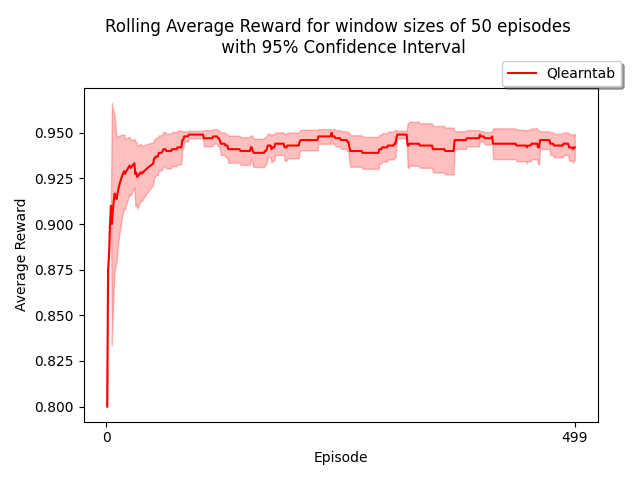 Rolling Average Reward for window sizes of 50 episodes
with 95% Confidence Interval
Qlearntab
Average Reward
0.950
0.925
0.900
0.875
0.850
0.825
0.800
0
499
Episode